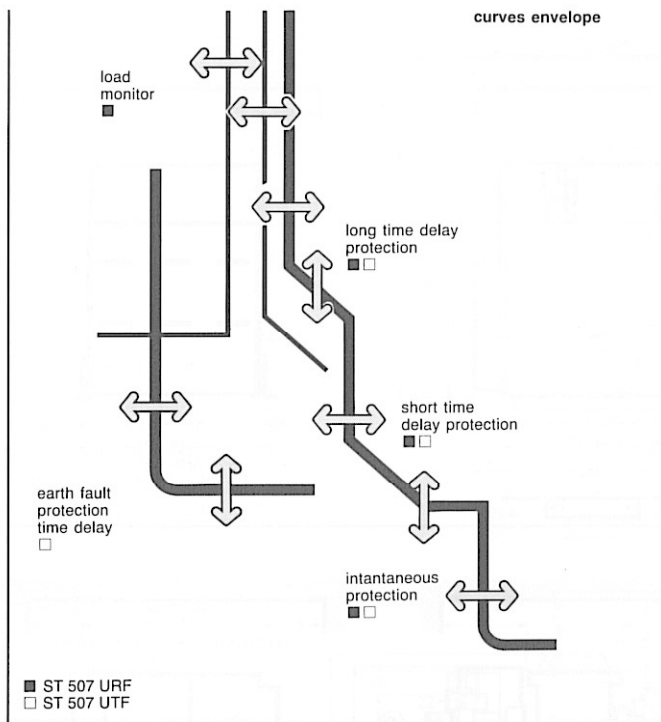 curves envelope
load
monitor
■
long time delay
protection
■ □
short time
delay protection
■ □
earth fault
protection
time delay
□
intantaneous
protection
■ □
■ ST 507 URF
□ ST 507 UTF